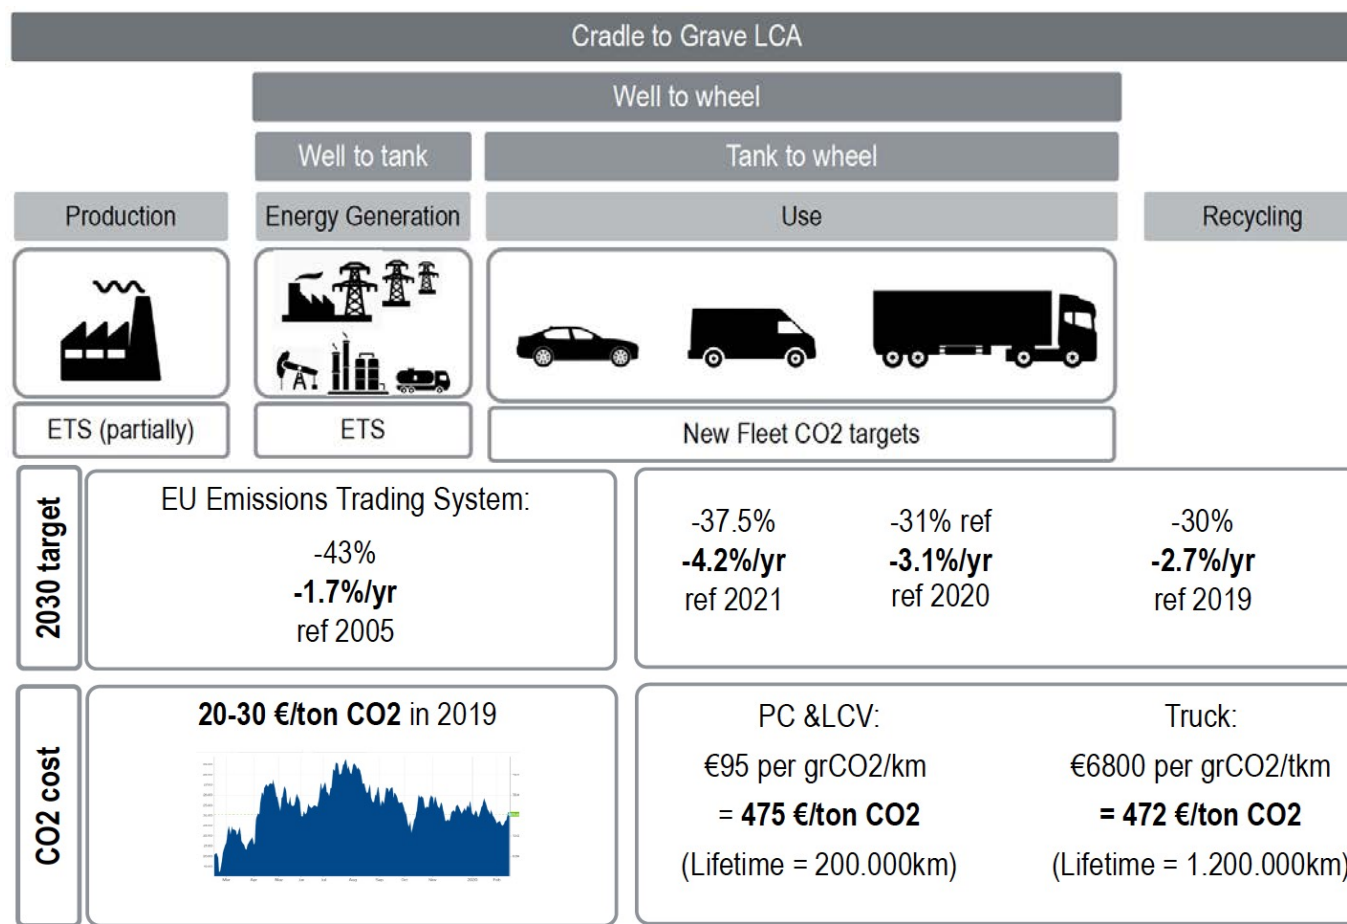 Cradle to Grave LCA
Well to wheel
Well to tank
Tank to wheel
Production
Energy Generation
Use
Recycling
ETS (partially)
ETS
New Fleet CO2 targets
2030 target
EU Emissions Trading System:
-43%
-1.7%/yr
ref 2005
-37.5%
-4.2%/yr
ref 2021
-31% ref
-3.1%/yr
ref 2020
-30%
-2.7%/yr
ref 2019
CO2 cost
20-30 €/ton CO2 in 2019
PC &LCV:
€95 per grCO2/km
= 475 €/ton CO2
(Lifetime = 200.000km)
Truck:
€6800 per grCO2/tkm
= 472 €/ton CO2
(Lifetime = 1.200.000km)